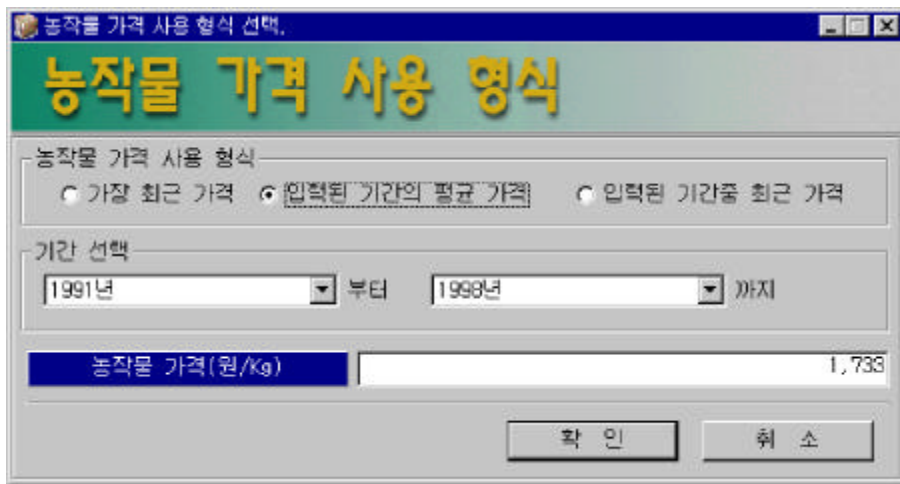 농작물 가격 사용 형식 선택.
농작물 가격 사용 형식
농작물 가격 사용 형식
가장 최근 가격 입력된 기간의 평균 가격 입력된 기간중 최근 가격
기간 선택
1991년 부터 1998년 까지
농작물 가격(원/Kg) 1,733
확 인 취 소